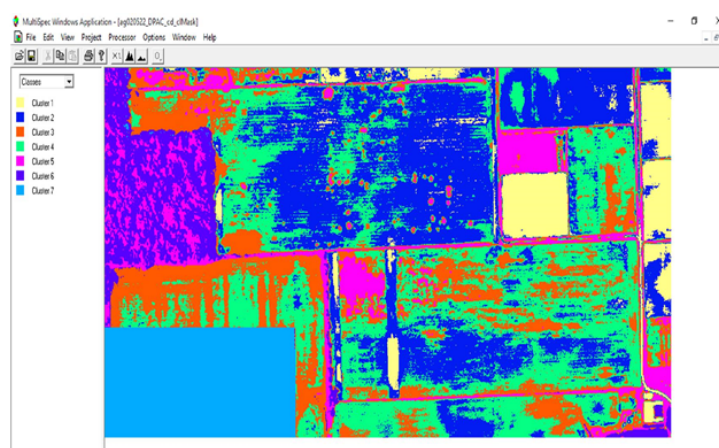 MultiSpec Windows Application - [ag020522_DPAC_cd_clMask]
File Edit View Project Processor Options Window Help
Classes
Cluster 1
Cluster 2
Cluster 3
Cluster 4
Cluster 5
Cluster 6
Cluster 7